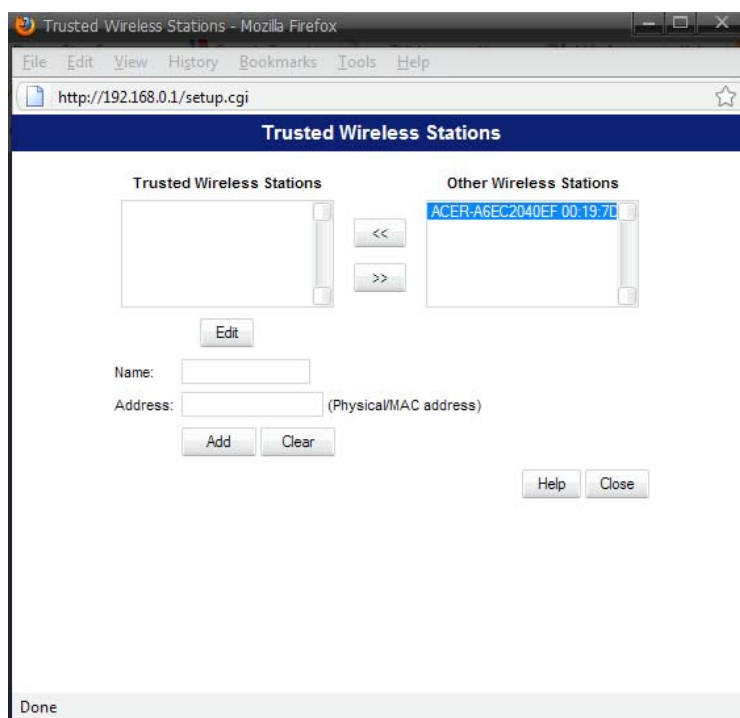 Trusted Wireless Stations - Mozilla Firefox
File Edit View History Bookmarks Tools Help
http://192.168.0.1/setup.cgi
Trusted Wireless Stations
Trusted Wireless Stations
Other Wireless Stations
ACER-A6EC2040EF 00:19:7D
<<
>>
Edit
Name:
Address: (Physical/MAC address)
Add Clear
Help Close
Done